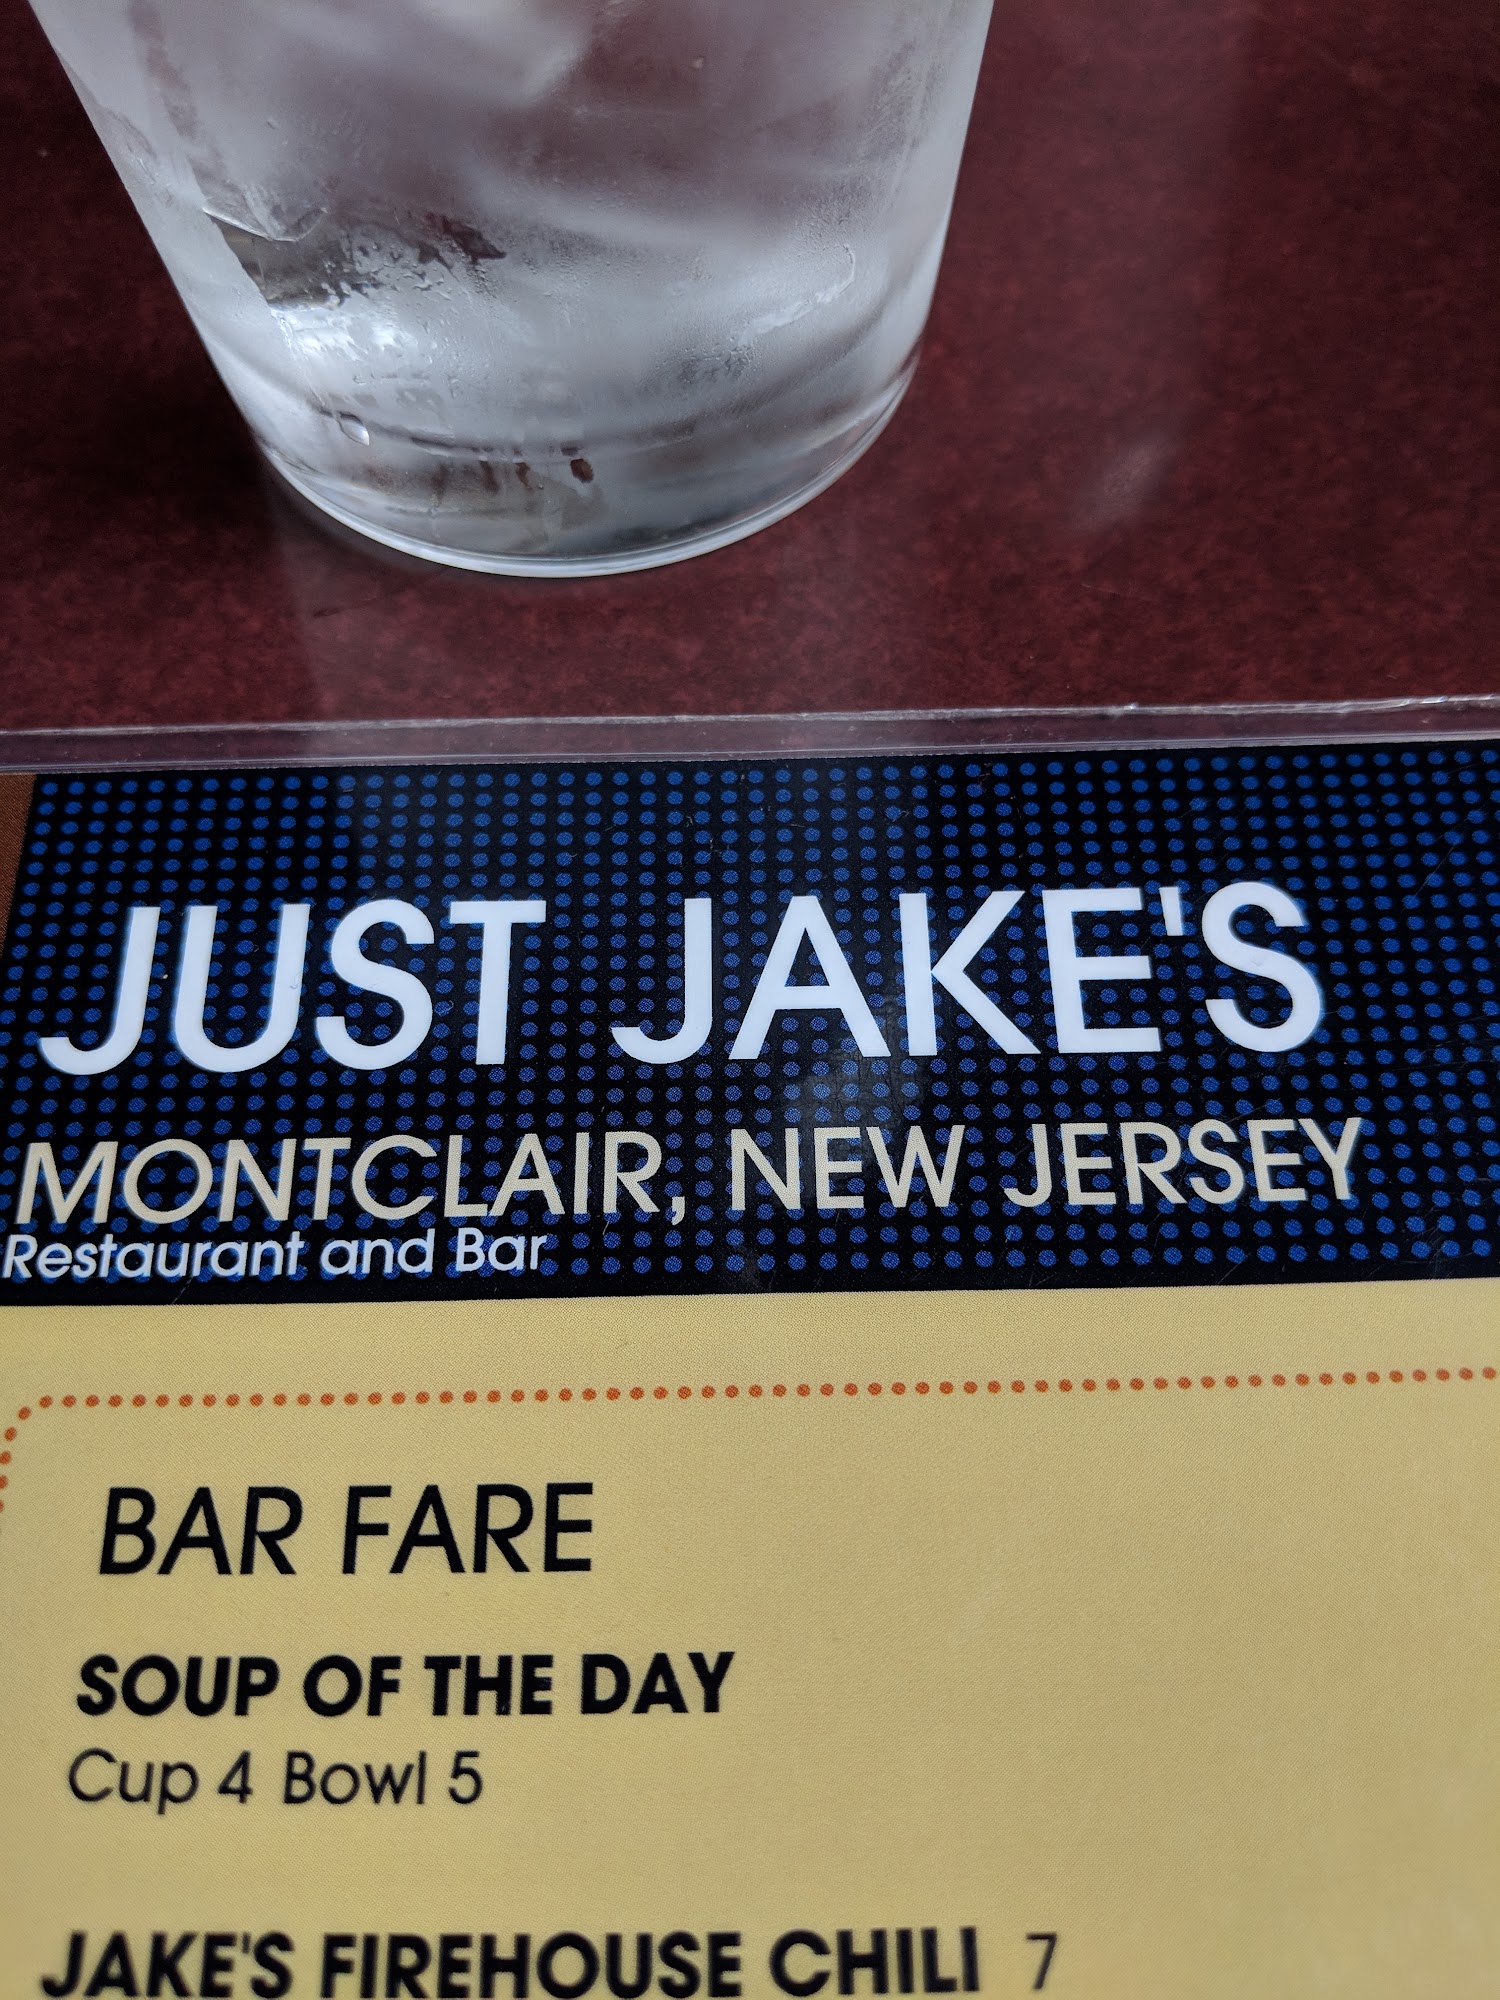 JUST JAKE'S
MONTCLAIR, NEW JERSEY
Restaurant and Bar
BAR FARE
SOUP OF THE DAY
Cup 4 Bowl 5
JAKE'S FIREHOUSE CHILI 7